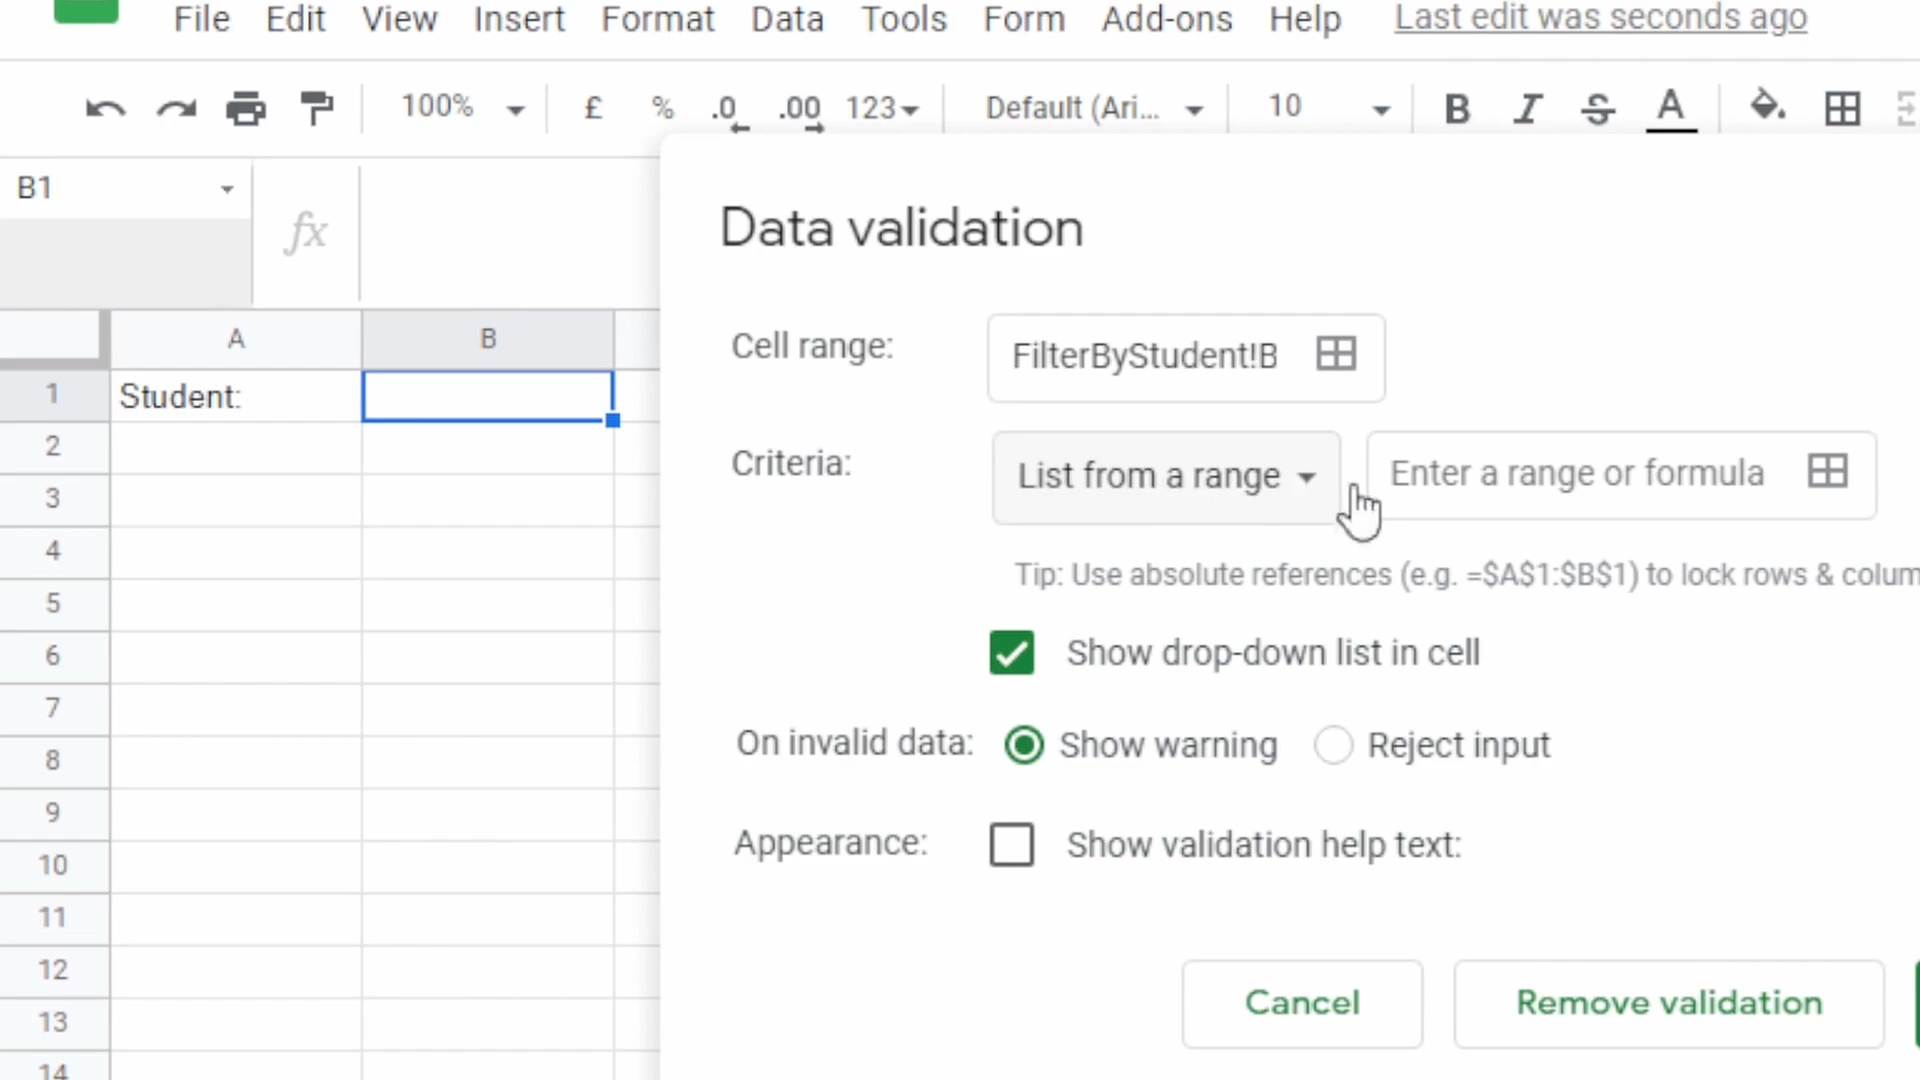 File Edit View Insert Format Data Tools Form Add-ons Help Last edit was seconds ago
100% £ % .0 .00 123 Default (Ari... 10 B I S A
B1
fx
Data validation
A B
Cell range: FilterByStudent!B
1 Student:
Criteria: List from a range Enter a range or formula
2
3
4
Tip: Use absolute references (e.g. =$A$1:$B$1) to lock rows & colum
5
6
Show drop-down list in cell
7
On invalid data: Show warning Reject input
8
9
Appearance: Show validation help text:
10
11
12
Cancel Remove validation
13
14